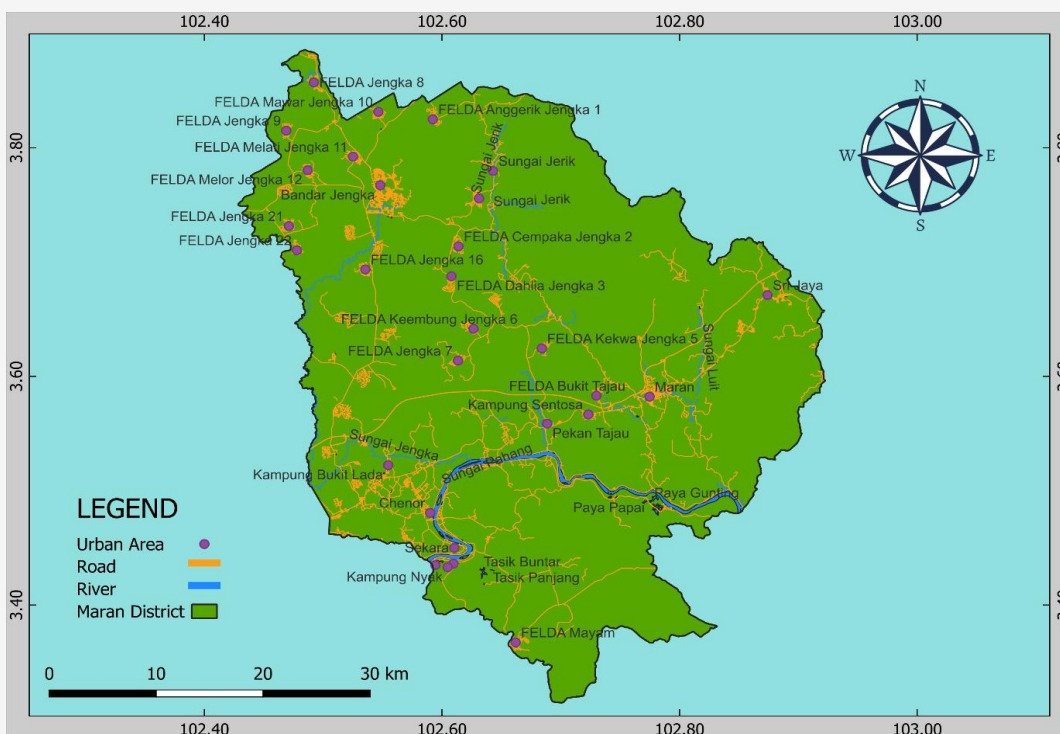 102.40 102.60 102.80 103.00
FELDA Jengka 8
FELDA Mawar Jengka 10
FELDA Anggerik Jengka 1
FELDA Jengka 9
3.80
FELDA Melati Jengka 11
Sungai Jerik
Sungai Jerik
FELDA Melor Jengka 12
Bandar Jengka
Sungai Jerik
FELDA Jengka 21
FELDA Jengka 22
FELDA Cempaka Jengka 2
FELDA Jengka 16
FELDA Dahlia Jengka 3
Sri Jaya
N
W E
S
FELDA Keembung Jengka 6
FELDA Kekwa Jengka 5
FELDA Jengka 7
Sungai Luit
3.60
FELDA Bukit Tajau
Maran
Kampung Sentosa
Pekan Tajau
Sungai Jengka
Sungai Pahang
Kampung Bukit Lada
Chenor
Paya Papai
Sekara
Tasik Buntar
Kampung Nyak
Tasik Panjang
3.40 3.40
FELDA Mayam
LEGEND
Urban Area
Road
River
Maran District
0 10 20 30 km
102.40 102.60 102.80 103.00